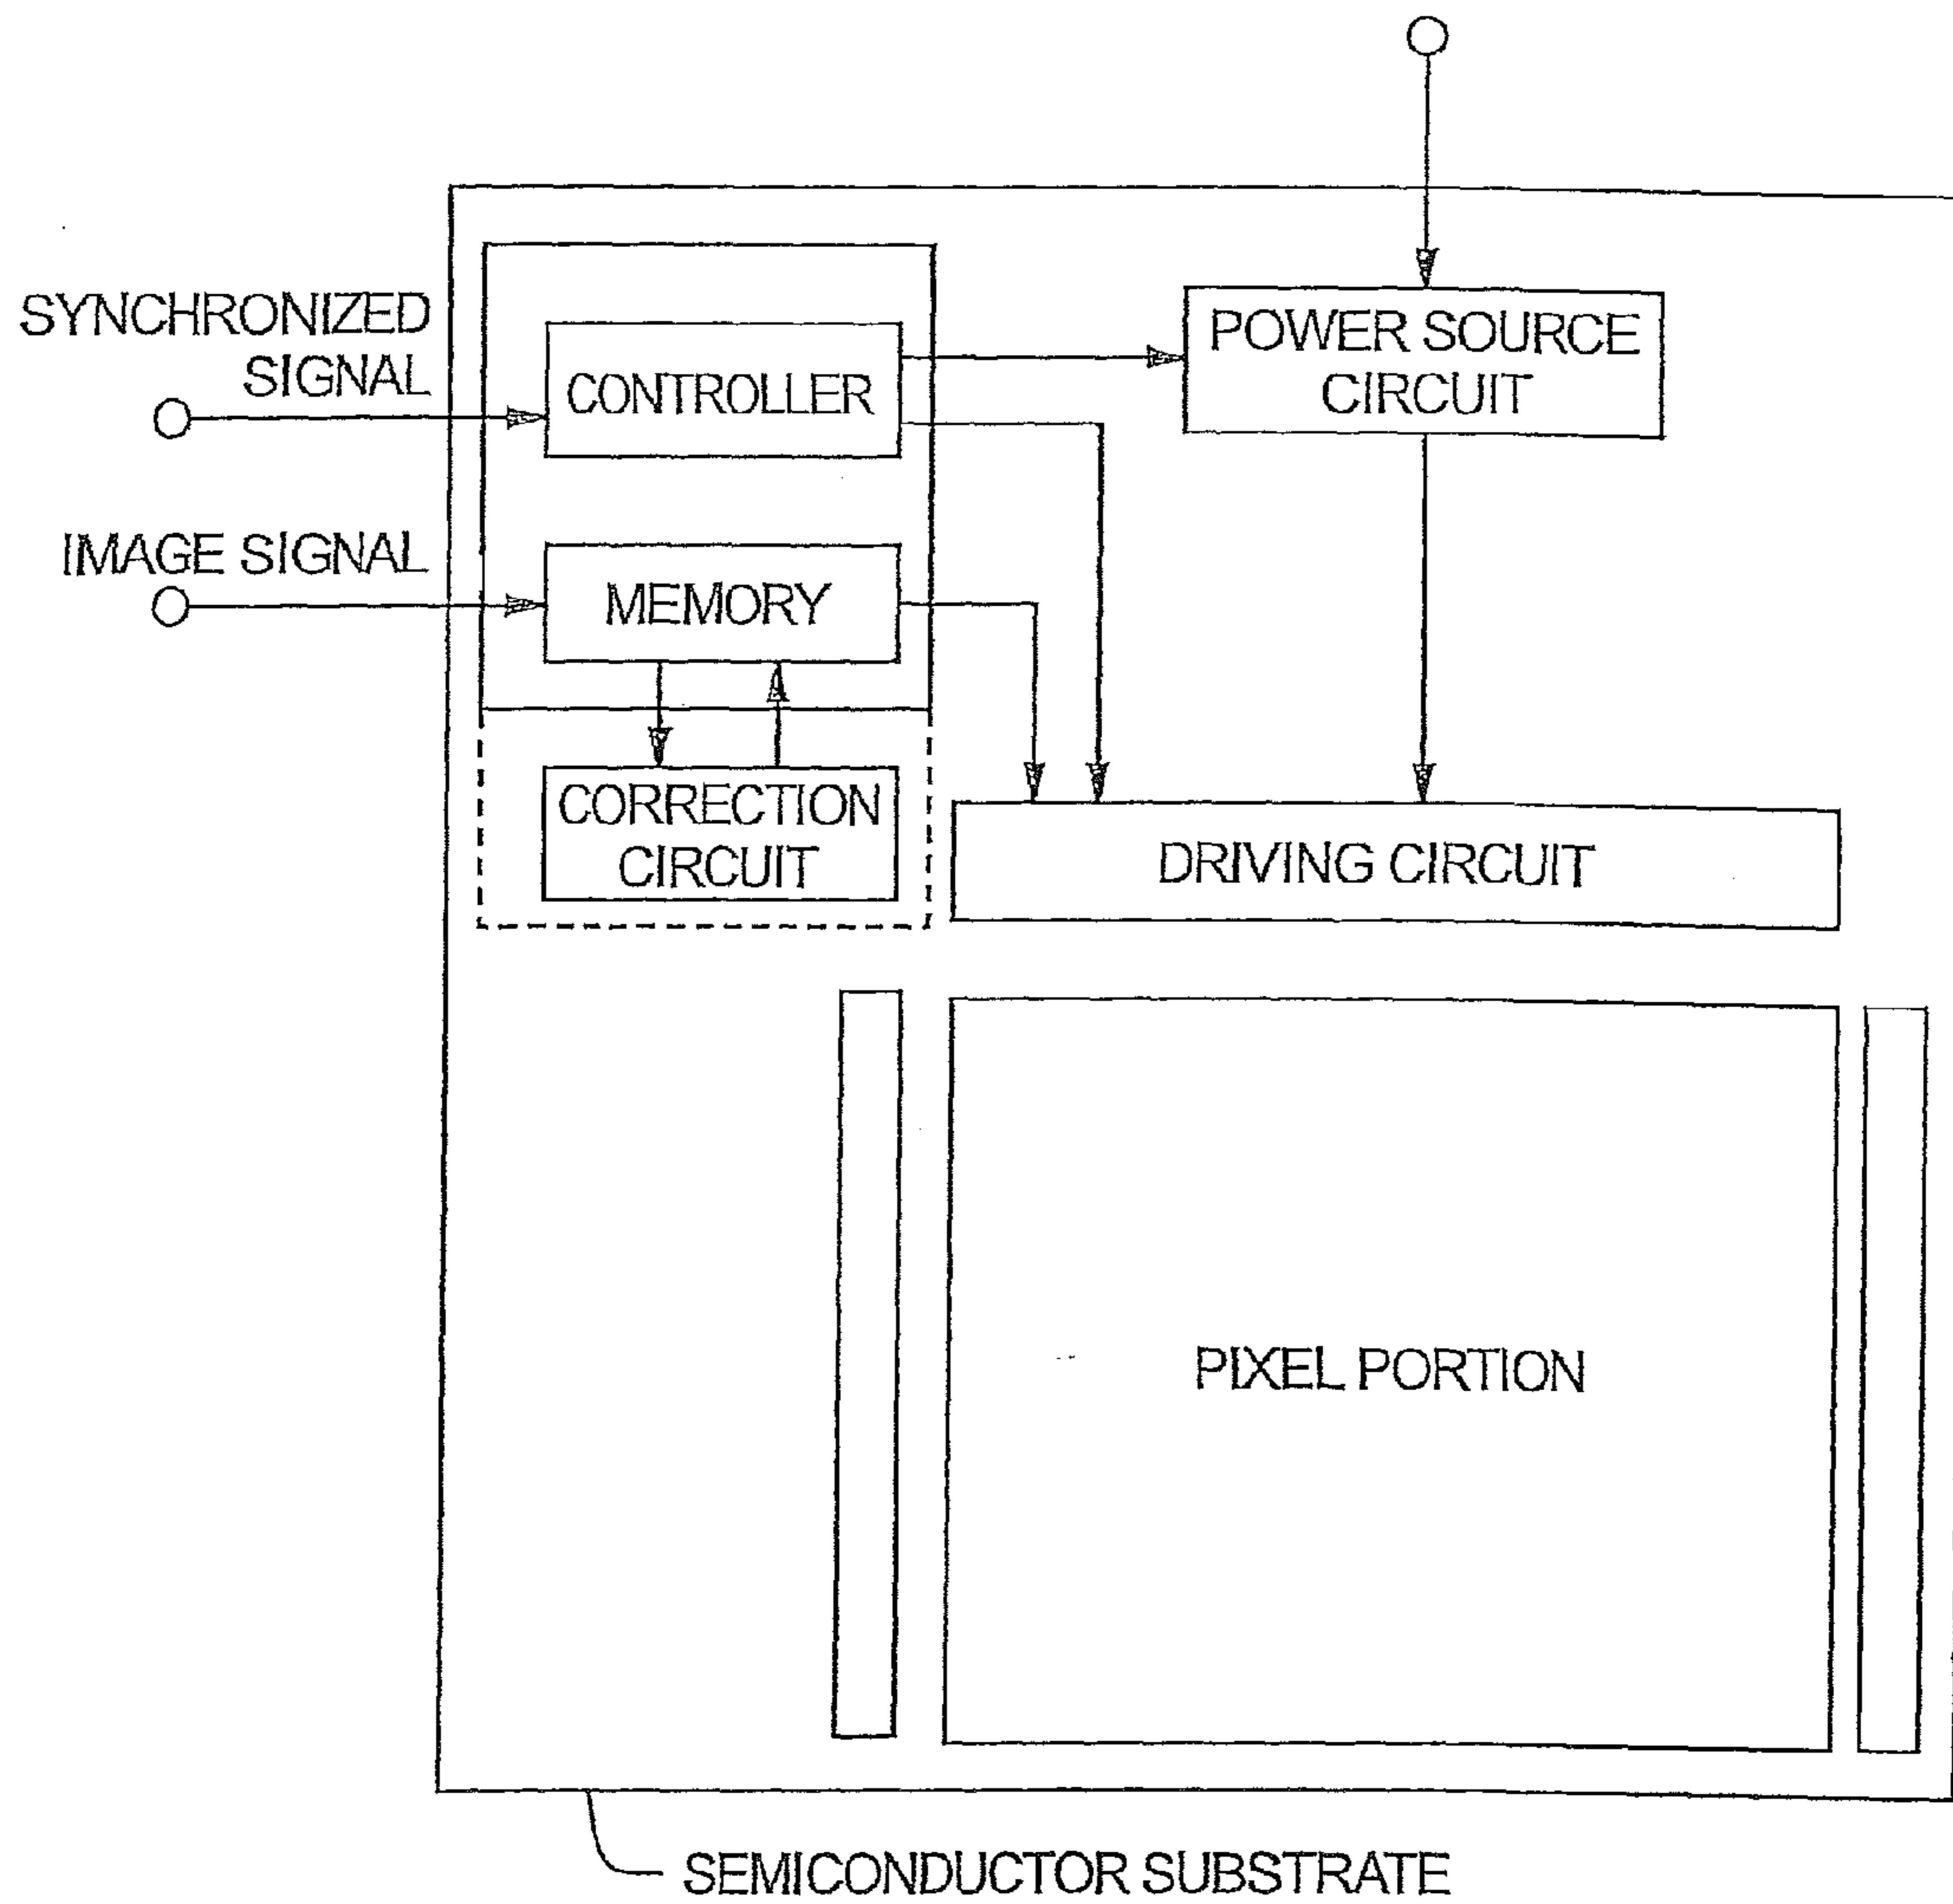 SYNCHRONIZED
SIGNAL
CONTROLLER
POWER SOURCE
CIRCUIT
IMAGE SIGNAL
MEMORY
CORRECTION
CIRCUIT
DRIVING CIRCUIT
PIXEL PORTION
SEMICONDUCTOR SUBSTRATE